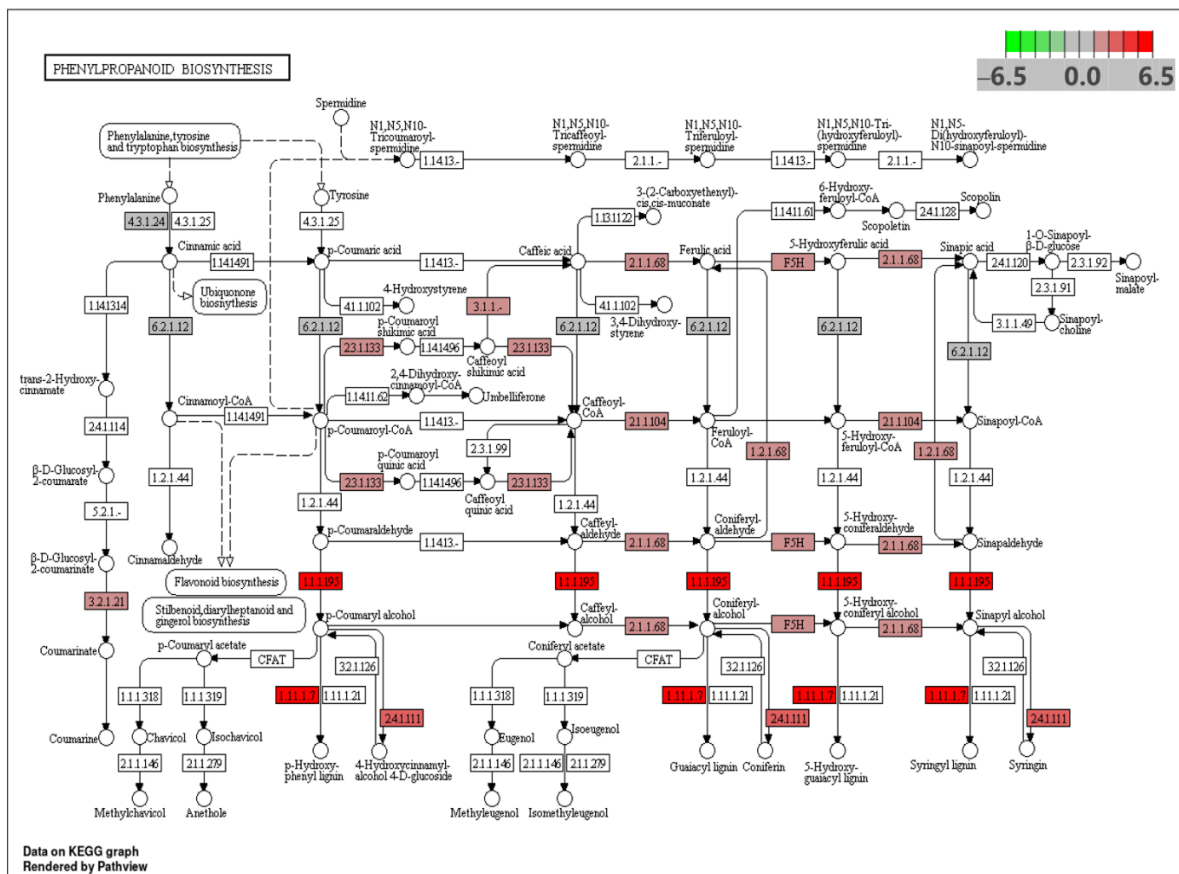 PHENYLPROPANOID BIOSYNTHESIS
−6.5 0.0 6.5
Spermidine
Phenylalanine,tyrosine
and tryptophan biosynthesis
N1,N5,N10-
Tricoumaroyl-
spermidine
N1,N5,N10-
Tricaffeoyl-
spermidine
N1,N5,N10-
Triferuloyl-
spermidine
N1,N5,N10-Tri-
(hydroxyferuloyl)-
spermidine
N1,N5-
Di(hydroxyferuloyl)-
N10-sinapoyl-spermidine
1.14.13.-
2.1.1.-
1.14.13.-
2.1.1.-
Phenylalanine
Tyrosine
3-(2-Carboxyethenyl)-
cis,cis-muconate
6-Hydroxy-
feruloyl-CoA
Scopoletin
Scopolin
1.13.11.22
1.14.11.61
2.4.1.128
4.3.1.24
4.3.1.25
4.3.1.25
Cinnamic acid
p-Coumaric acid
Caffeic acid
Ferulic acid
5-Hydroxyferulic acid
Sinapic acid
1-O-Sinapoyl-
β-D-glucose
Sinapoyl-
malate
1.14.14.91
1.14.13.-
2.1.1.68
F5H
2.1.1.68
2.4.1.120
2.3.1.92
Ubiquonone
biosnythesis
4-Hydroxystyrene
4.1.1.102
3.1.1.-
4.1.1.102
3,4-Dihydroxy-
styrene
2.3.1.91
3.1.1.49
Sinapoyl-
choline
1.14.13.14
6.2.1.12
6.2.1.12
6.2.1.12
6.2.1.12
6.2.1.12
6.2.1.12
p-Coumaroyl
shikimic acid
2.3.1.133
1.14.14.96
2.3.1.133
Caffeoyl
shikimic acid
trans-2-Hydroxy-
cinnamate
2,4-Dihydroxy-
cinnamoyl-CoA
1.14.11.62
Umbelliferone
Cinnamoyl-CoA
p-Coumaroyl-CoA
Caffeoyl-
CoA
Feruloyl-
CoA
5-Hydroxy-
feruloyl-CoA
Sinapoyl-CoA
1.14.14.91
1.14.13.-
2.1.1.104
2.1.1.104
2.4.1.114
2.3.1.99
1.2.1.68
1.2.1.68
β-D-Glucosyl-
2-coumarate
p-Coumaroyl
quinic acid
2.3.1.133
1.14.14.96
2.3.1.133
Caffeoyl
quinic acid
1.2.1.44
1.2.1.44
1.2.1.44
1.2.1.44
1.2.1.44
1.2.1.44
5.2.1.-
Cinnamaldehyde
p-Coumaraldehyde
Caffeyl-
aldehyde
Coniferyl-
aldehyde
5-Hydroxy-
coniferaldehyde
Sinapaldehyde
1.14.13.-
2.1.1.68
F5H
2.1.1.68
β-D-Glucosyl-
2-coumarinate
Flavonoid biosynthesis
Stilbenoid,diarylheptanoid and
gingerol biosynthesis
1.1.1.195
1.1.1.195
1.1.1.195
1.1.1.195
1.1.1.195
3.2.1.21
p-Coumaryl alcohol
Caffeyl-
alcohol
Coniferyl-
alcohol
5-Hydroxy-
coniferyl alcohol
Sinapyl alcohol
2.1.1.68
F5H
2.1.1.68
Coumarinate
p-Coumaryl acetate
CFAT
Coniferyl acetate
CFAT
3.2.1.126
3.2.1.126
3.2.1.126
1.1.1.318
1.1.1.319
1.11.1.7
1.11.1.21
2.4.1.111
1.1.1.318
1.1.1.319
1.11.1.7
1.11.1.21
2.4.1.111
1.11.1.7
1.11.1.21
1.11.1.7
1.11.1.21
2.4.1.111
Coumarine
Chavicol
Isochavicol
p-Hydroxy-
phenyl lignin
4-Hydroxycinnamyl-
alcohol 4-D-glucoside
Eugenol
Isoeugenol
Guaiacyl lignin
Coniferin
5-Hydroxy-
guaiacyl lignin
Syringyl lignin
Syringin
2.1.1.146
2.1.1.279
2.1.1.146
2.1.1.146
2.1.1.279
Methylchavicol
Anethole
Methyleugenol
Isomethyleugenol
Data on KEGG graph
Rendered by Pathview